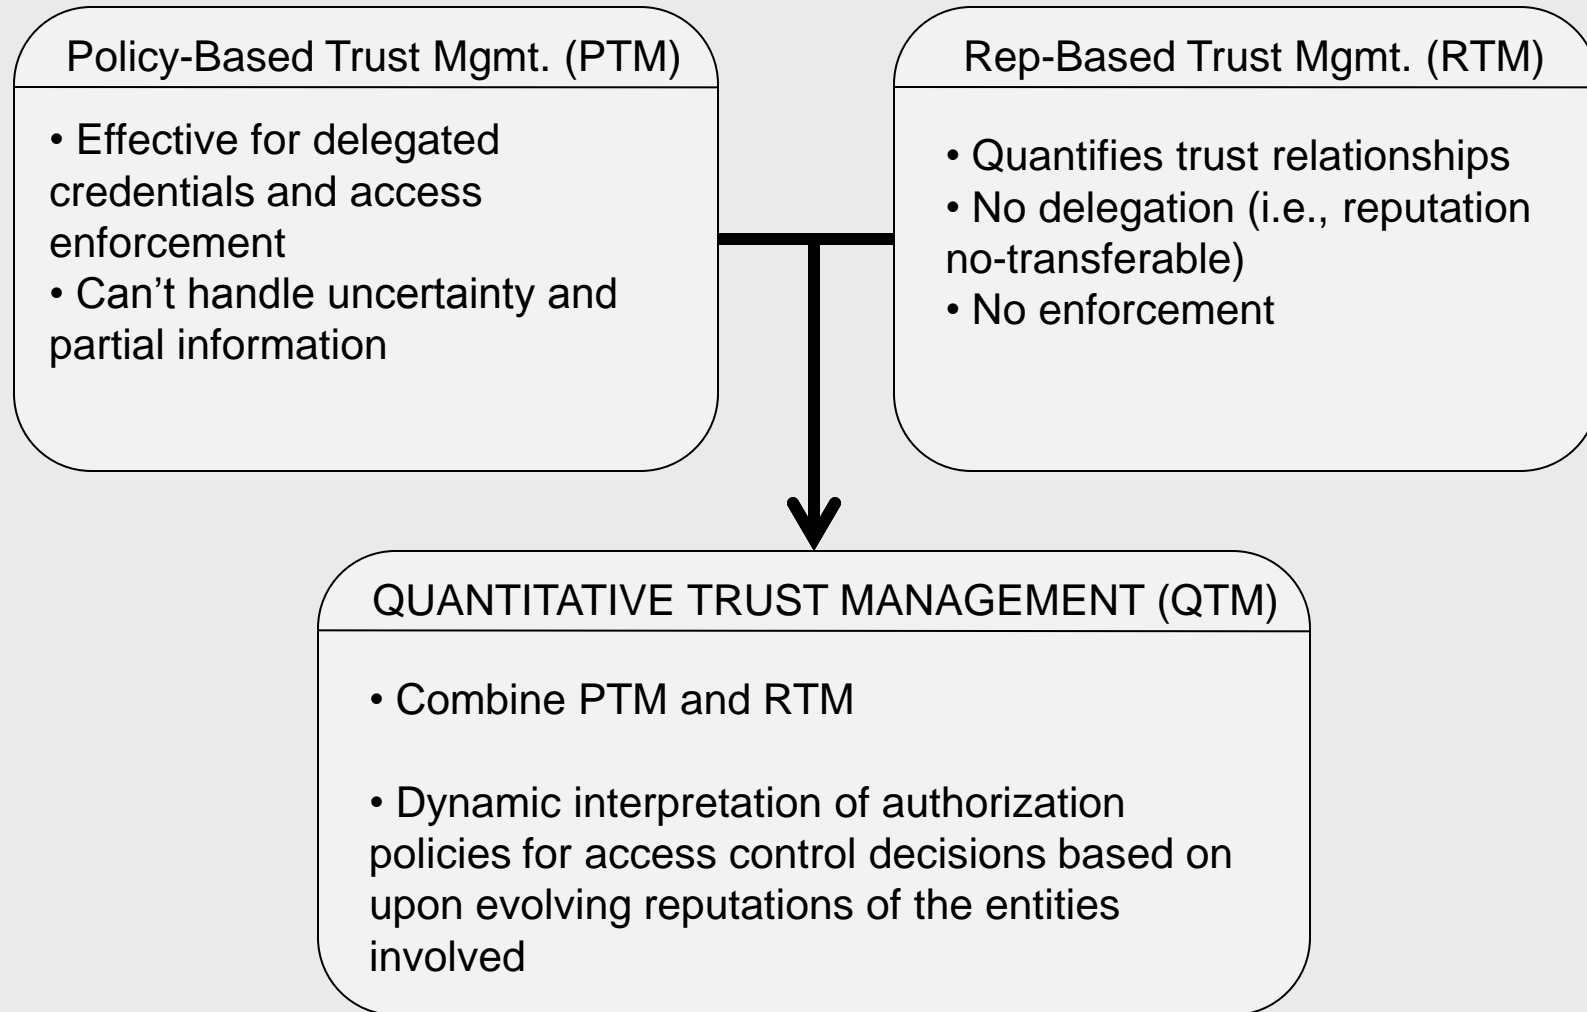 Policy-Based Trust Mgmt. (PTM)
• Effective for delegated
credentials and access
enforcement
• Can't handle uncertainty and
partial information
Rep-Based Trust Mgmt. (RTM)
• Quantifies trust relationships
• No delegation (i.e., reputation
no-transferable)
• No enforcement
QUANTITATIVE TRUST MANAGEMENT (QTM)
• Combine PTM and RTM
• Dynamic interpretation of authorization
policies for access control decisions based on
upon evolving reputations of the entities
involved